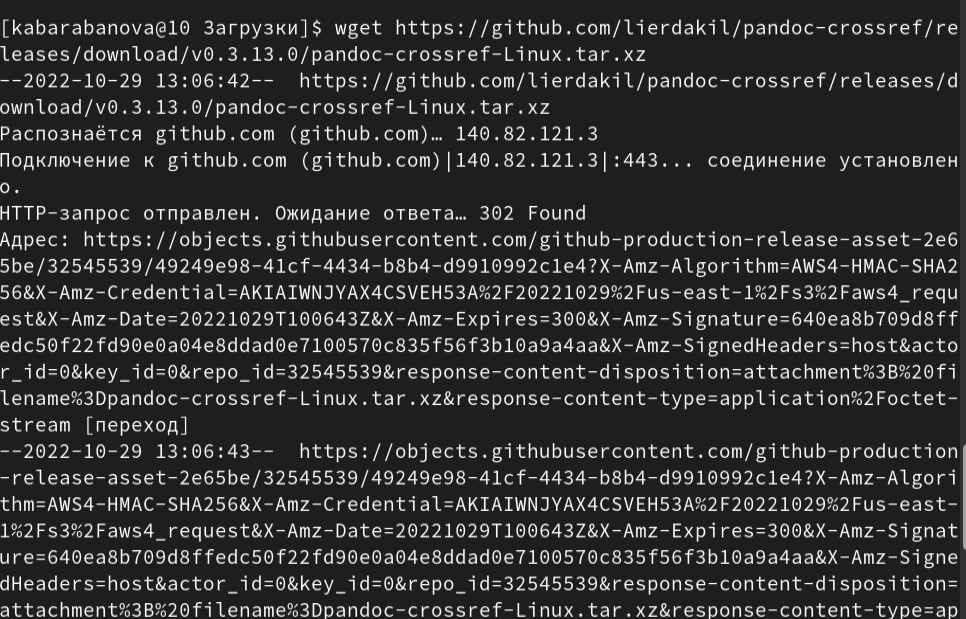 [kabarabanova@10 Загрузки]$ wget https://github.com/lierdakil/pandoc-crossref/re
leases/download/v0.3.13.0/pandoc-crossref-Linux.tar.xz
--2022-10-29 13:06:42--  https://github.com/lierdakil/pandoc-crossref/releases/d
ownload/v0.3.13.0/pandoc-crossref-Linux.tar.xz
Распознаётся github.com (github.com)… 140.82.121.3
Подключение к github.com (github.com)|140.82.121.3|:443... соединение установлен
о.
HTTP-запрос отправлен. Ожидание ответа… 302 Found
Адрес: https://objects.githubusercontent.com/github-production-release-asset-2e6
5be/32545539/49249e98-41cf-4434-b8b4-d9910992c1e4?X-Amz-Algorithm=AWS4-HMAC-SHA2
56&X-Amz-Credential=AKIAIWNJYAX4CSVEH53A%2F20221029%2Fus-east-1%2Fs3%2Faws4_requ
est&X-Amz-Date=20221029T100643Z&X-Amz-Expires=300&X-Amz-Signature=640ea8b709d8ff
edc50f22fd90e0a04e8ddad0e7100570c835f56f3b10a9a4aa&X-Amz-SignedHeaders=host&acto
r_id=0&key_id=0&repo_id=32545539&response-content-disposition=attachment%3B%20fi
lename%3Dpandoc-crossref-Linux.tar.xz&response-content-type=application%2Foctet-
stream [переход]
--2022-10-29 13:06:43--  https://objects.githubusercontent.com/github-production
-release-asset-2e65be/32545539/49249e98-41cf-4434-b8b4-d9910992c1e4?X-Amz-Algori
thm=AWS4-HMAC-SHA256&X-Amz-Credential=AKIAIWNJYAX4CSVEH53A%2F20221029%2Fus-east-
1%2Fs3%2Faws4_request&X-Amz-Date=20221029T100643Z&X-Amz-Expires=300&X-Amz-Signat
ure=640ea8b709d8ffedc50f22fd90e0a04e8ddad0e7100570c835f56f3b10a9a4aa&X-Amz-Signe
dHeaders=host&actor_id=0&key_id=0&repo_id=32545539&response-content-disposition=
attachment%3B%20filename%3Dpandoc-crossref-Linux.tar.xz&response-content-type=ap